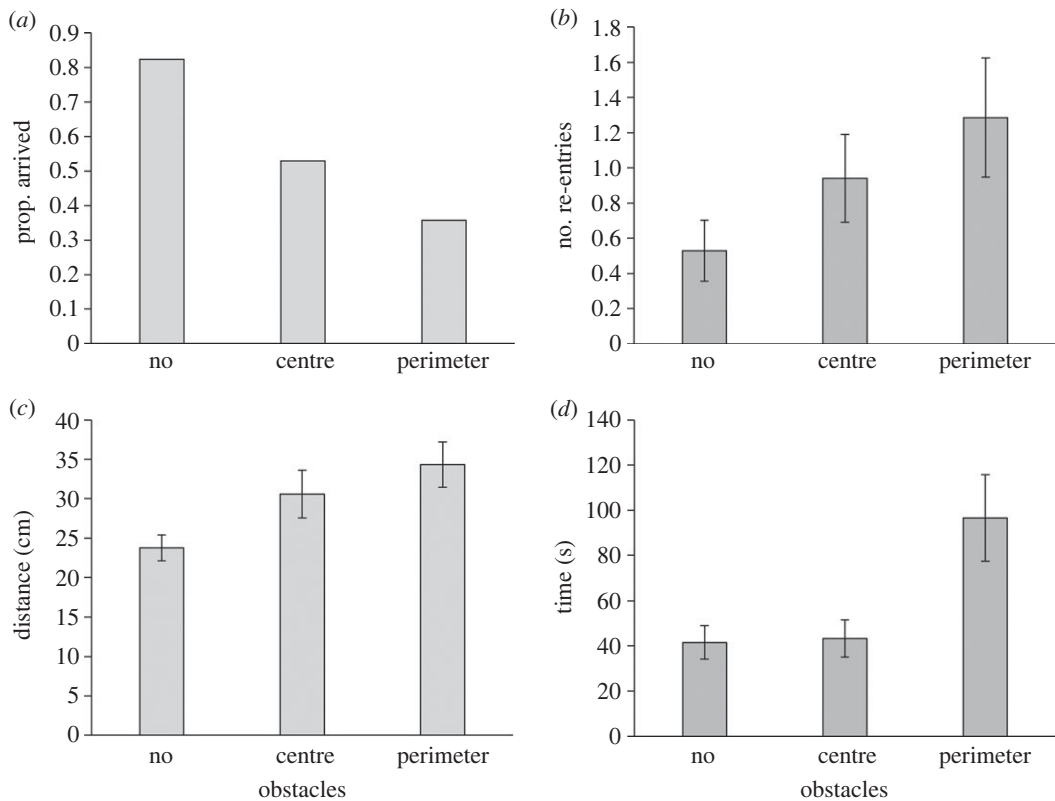 (a)
0.9
0.8
0.7
0.6
0.5
0.4
0.3
0.2
0.1
0
prop. arrived
no centre perimeter
(b)
1.8
1.6
1.4
1.2
1.0
0.8
0.6
0.4
0.2
0
no. re-entries
no centre perimeter
(c)
40
35
30
25
20
15
10
5
0
distance (cm)
no centre perimeter
obstacles
(d)
140
120
100
80
60
40
20
0
time (s)
no centre perimeter
obstacles